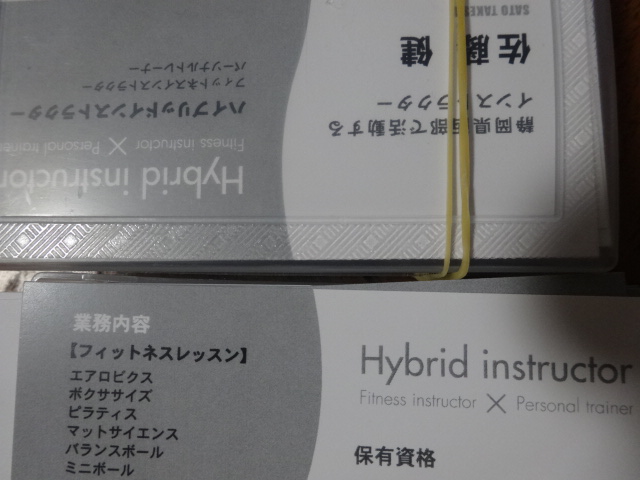 静岡県西部で活動する
インストラクター
佐藤 健
SATO TAKE
Hybrid instructor
Fitness instructor × Personal trainer
ハイブリッドインストラクター
フィットネスインストラクター
パーソナルトレーナー
業務内容
【フィットネスレッスン】
エアロビクス
ボクササイズ
ピラティス
マットサイエンス
バランスボール
ミニボール
Hybrid instructor
Fitness instructor × Personal trainer
保有資格